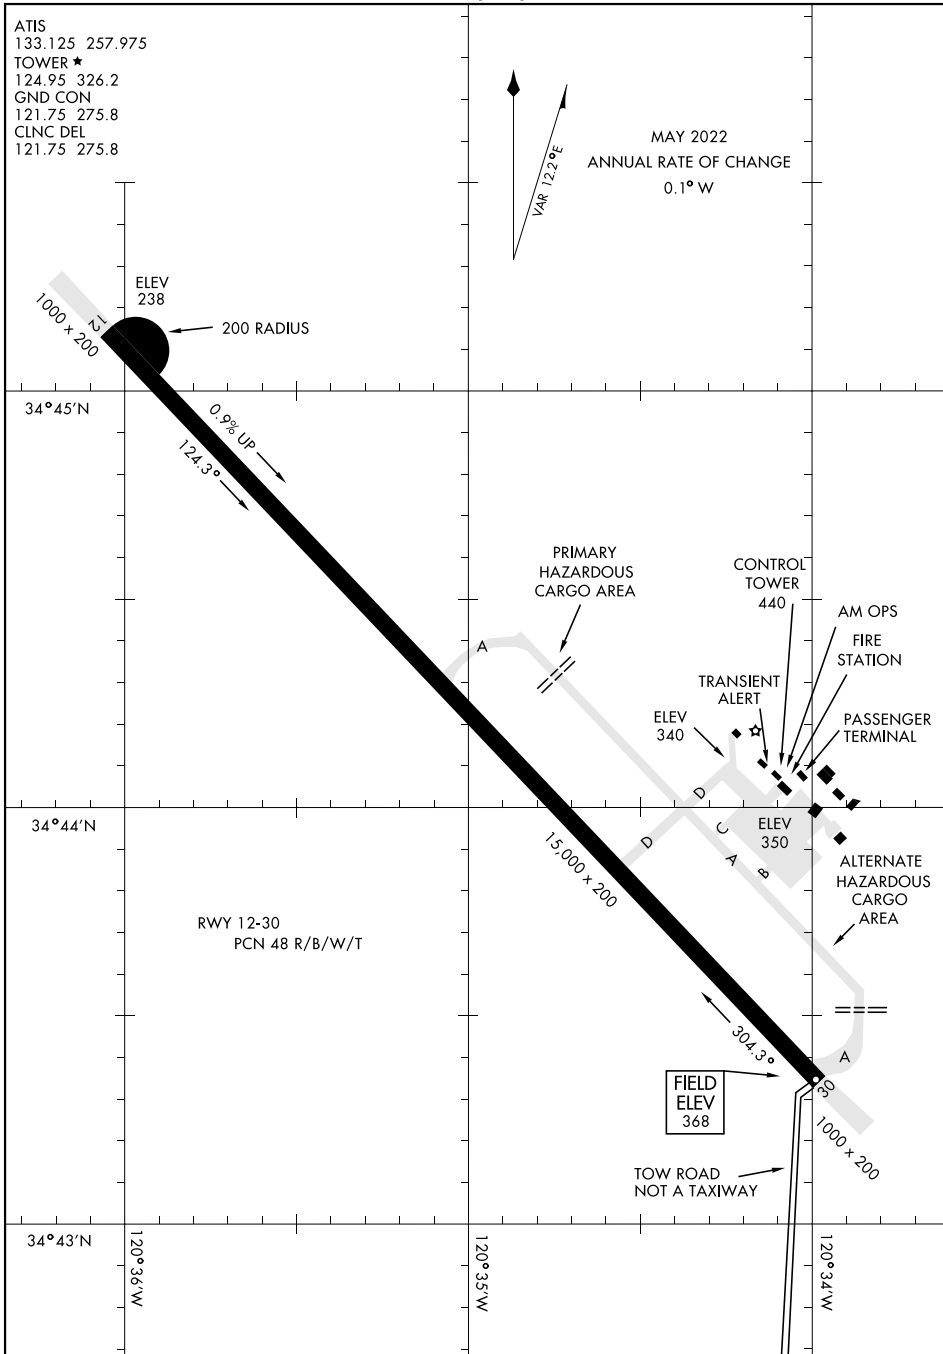 ATIS
133.125 257.975
TOWER ★
124.95 326.2
GND CON
121.75 275.8
CLNC DEL
121.75 275.8
VAR 12.2°E
MAY 2022
ANNUAL RATE OF CHANGE
0.1° W
ELEV
238
200 RADIUS
1000 x 200
12
34°45'N
0.9% UP
124.3°
PRIMARY
HAZARDOUS
CARGO AREA
CONTROL
TOWER
440
AM OPS
FIRE
STATION
TRANSIENT
ALERT
PASSENGER
TERMINAL
ELEV
340
A
D
C
A
B
D
ELEV
350
34°44'N
15,000 x 200
ALTERNATE
HAZARDOUS
CARGO
AREA
RWY 12-30
PCN 48 R/B/W/T
304.3°
A
30
FIELD
ELEV
368
1000 x 200
TOW ROAD
NOT A TAXIWAY
34°43'N
120°36'W
120°35'W
120°34'W